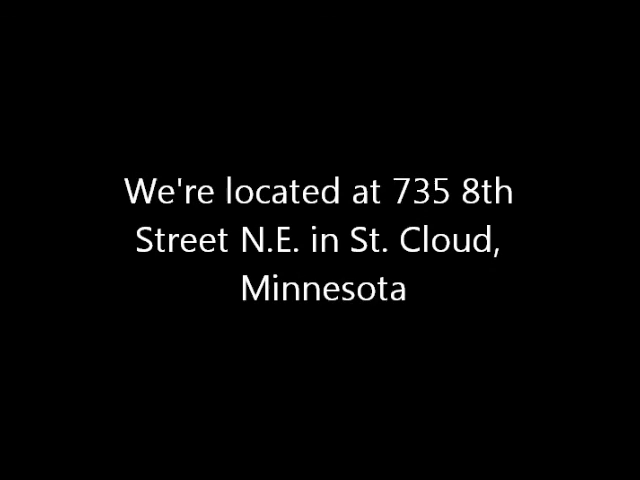 We're located at 735 8th
Street N.E. in St. Cloud,
Minnesota